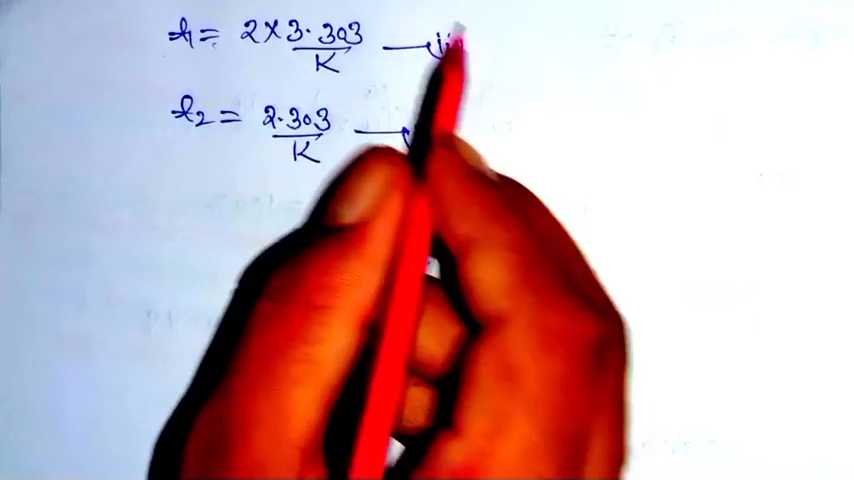 t1 = 2×3.303/K →
t2 = 2.303/K →